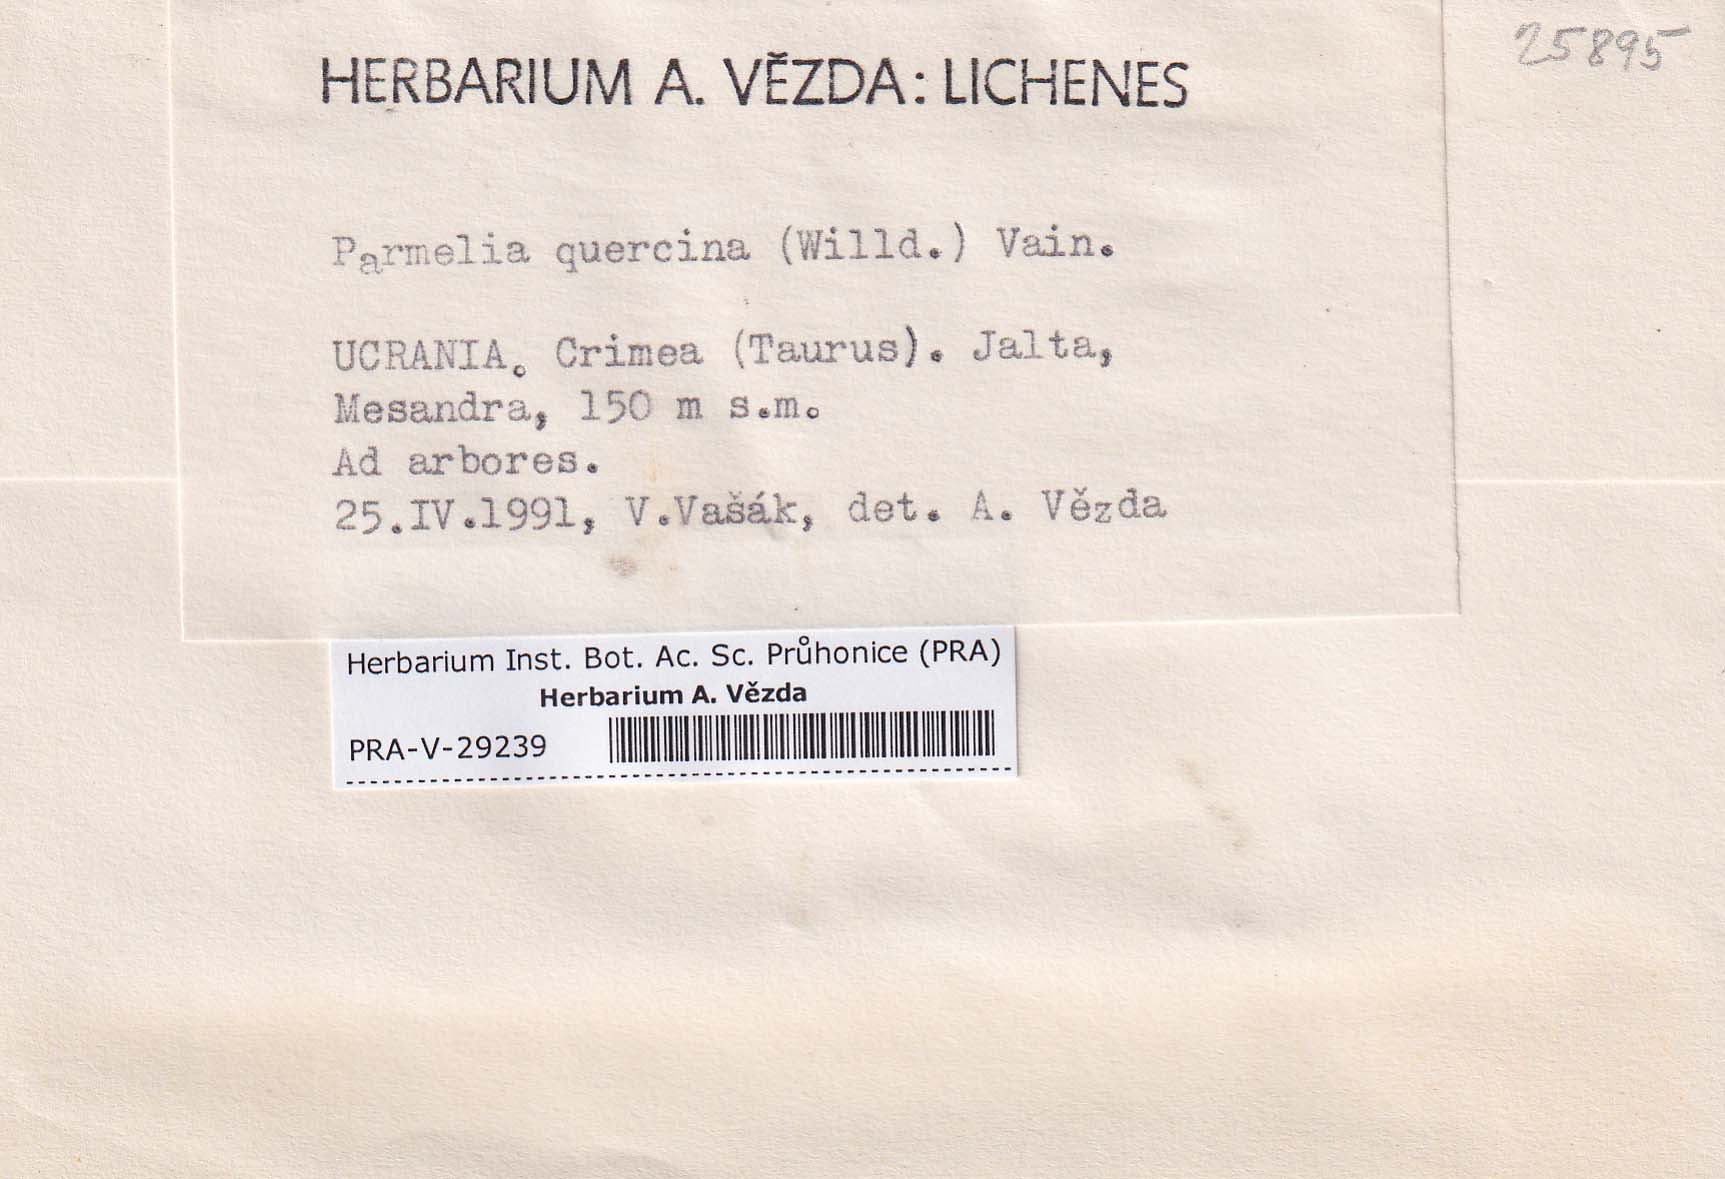 25895
HERBARIUM A. VĚZDA: LICHENES
Parmelia quercina (Willd.) Vain.
UCRANIA. Crimea (Taurus). Jalta,
Mesandra, 150 m s.m.
Ad arbores.
25.IV.1991, V.Vašák, det. A. Vězda
Herbarium Inst. Bot. Ac. Sc. Průhonice (PRA)
Herbarium A. Vězda
PRA-V-29239